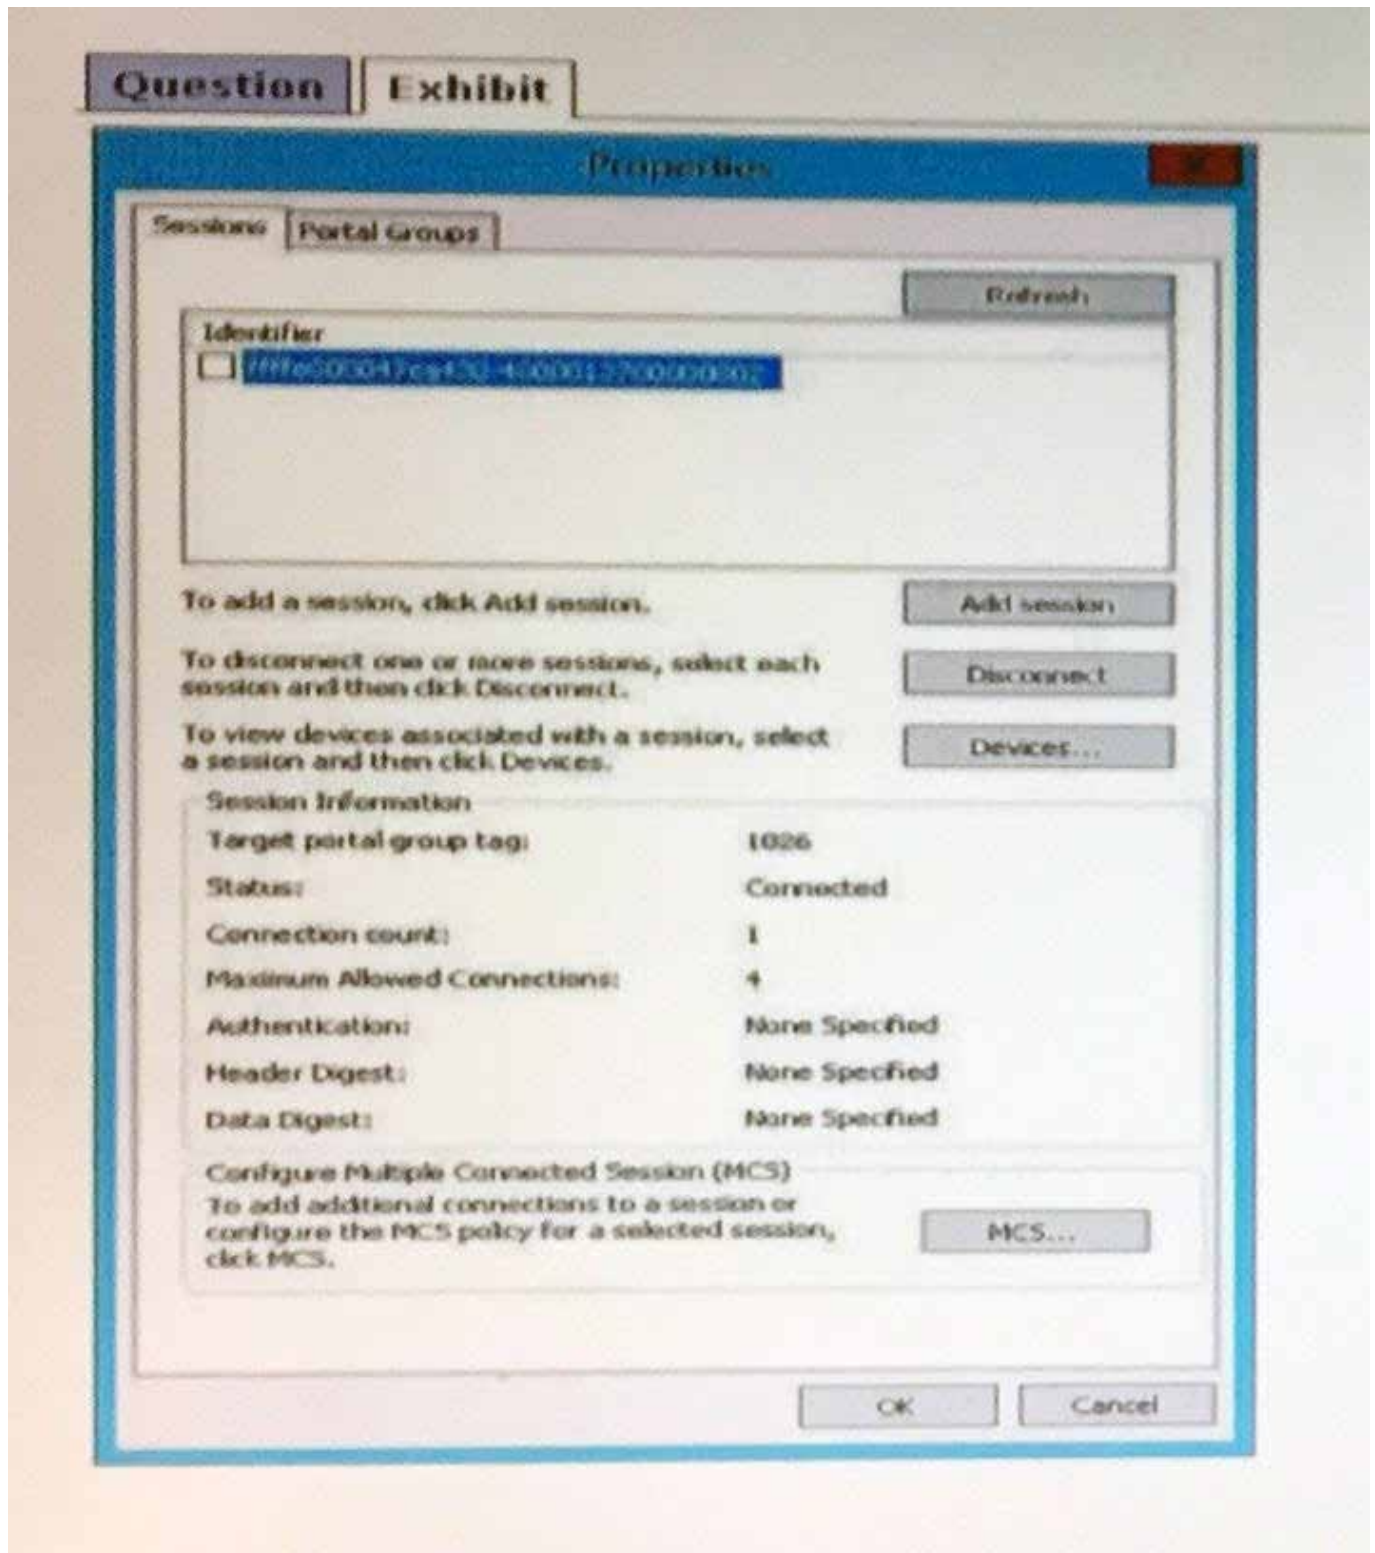 Question Exhibit
Properties
Sessions Portal Groups
Refresh
Identifier
To add a session, click Add session. Add session
To disconnect one or more sessions, select each
session and then click Disconnect. Disconnect
To view devices associated with a session, select
a session and then click Devices. Devices...
Session Information
Target portal group tag: 1026
Status: Connected
Connection count: 1
Maximum Allowed Connections: 4
Authentication: None Specified
Header Digest: None Specified
Data Digest: None Specified
Configure Multiple Connected Session (MCS)
To add additional connections to a session or
configure the MCS policy for a selected session,
click MCS. MCS...
OK Cancel